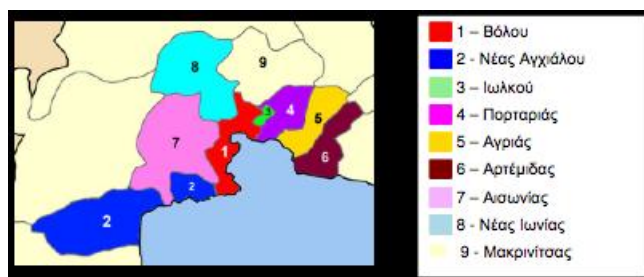 8
9
3
4
5
1
7
6
2
2
1 – Βόλου
2 - Νέας Αγχιάλου
3 – Ιωλκού
4 - Πορταριάς
5 – Αγριάς
6 – Αρτέμιδας
7 – Αισωνίας
8 - Νέας Ιωνίας
9 - Μακρινίτσας